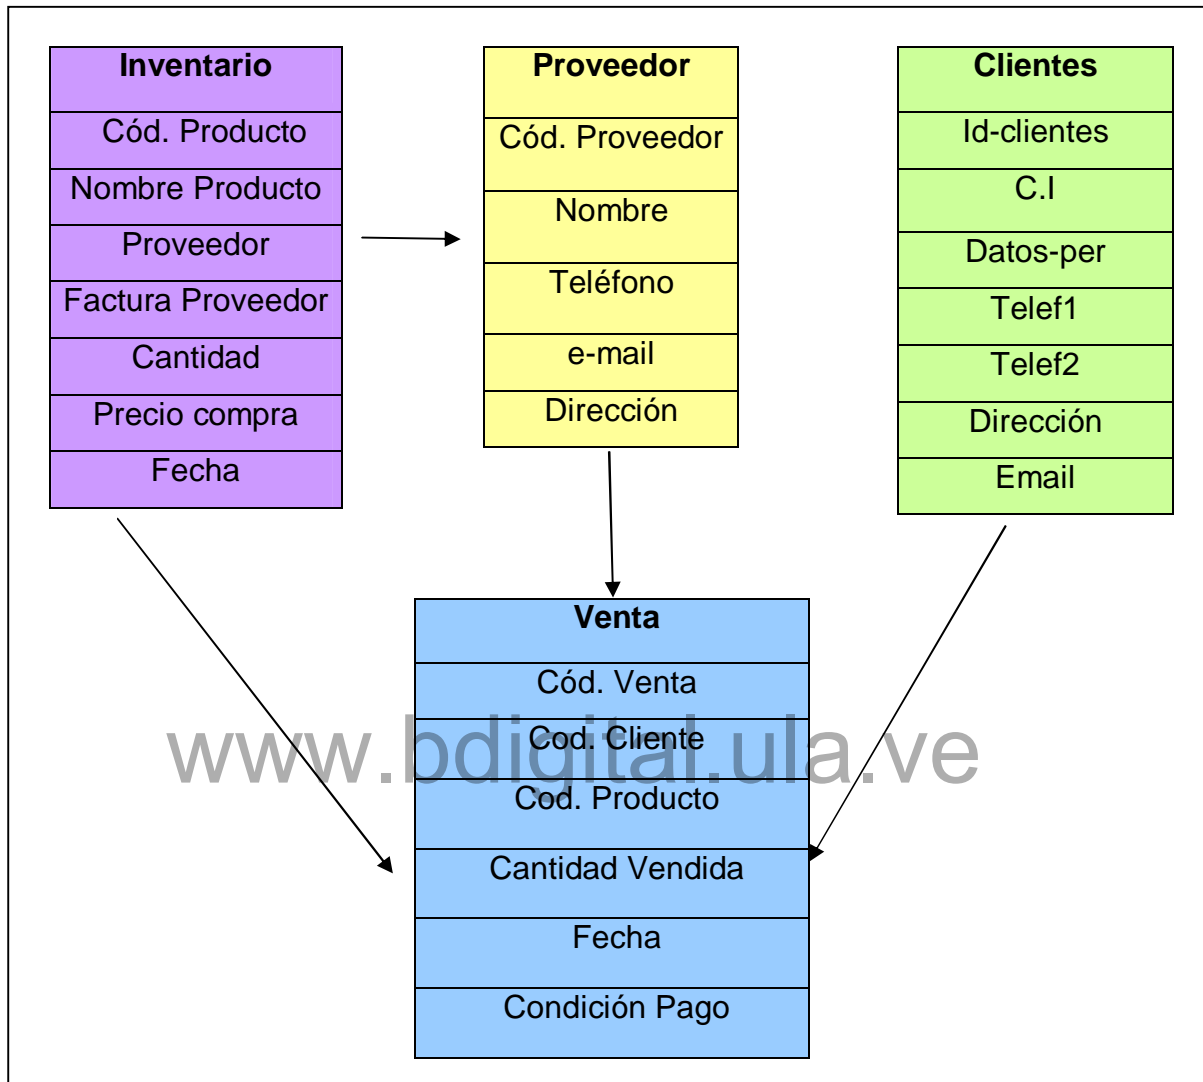 Inventario
Cód. Producto
Nombre Producto
Proveedor
Factura Proveedor
Cantidad
Precio compra
Fecha
Proveedor
Cód. Proveedor
Nombre
Teléfono
e-mail
Dirección
Clientes
Id-clientes
C.I
Datos-per
Telef1
Telef2
Dirección
Email
Venta
Cód. Venta
Cod. Cliente
Cod. Producto
Cantidad Vendida
Fecha
Condición Pago
www.bdigital.ula.ve